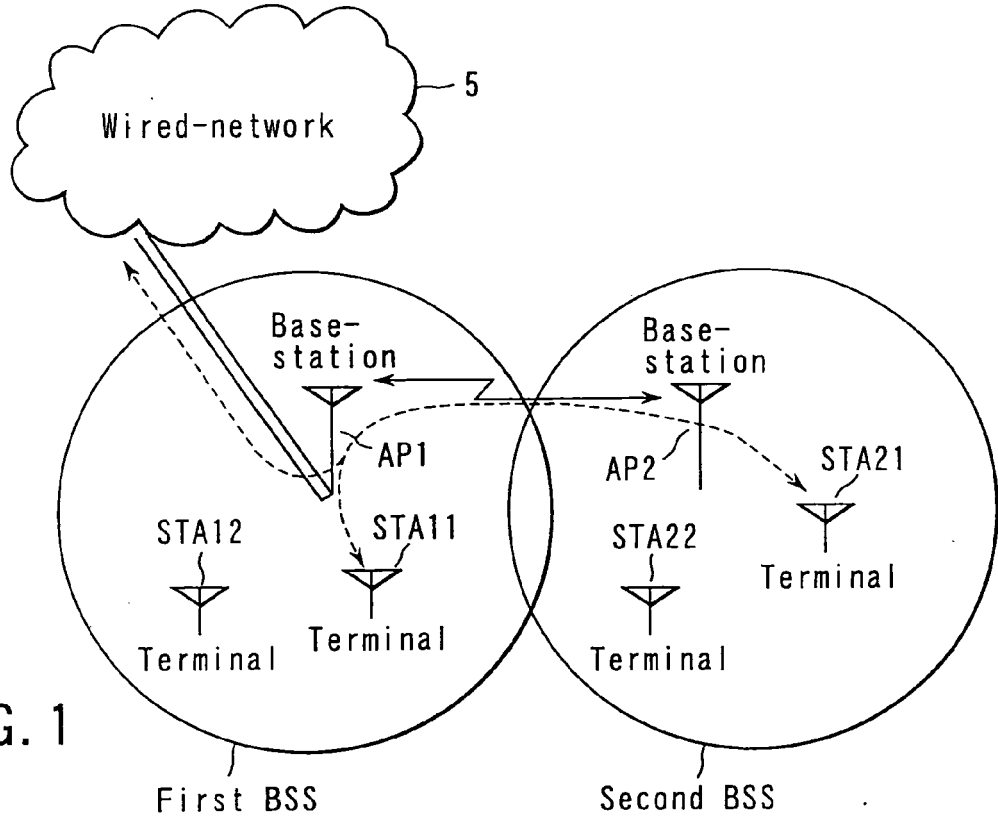 5
Wired-network
Base-
station
Base-
station
AP1
AP2
STA21
STA12
STA11
STA22
Terminal
Terminal
Terminal
Terminal
G. 1
First BSS
Second BSS